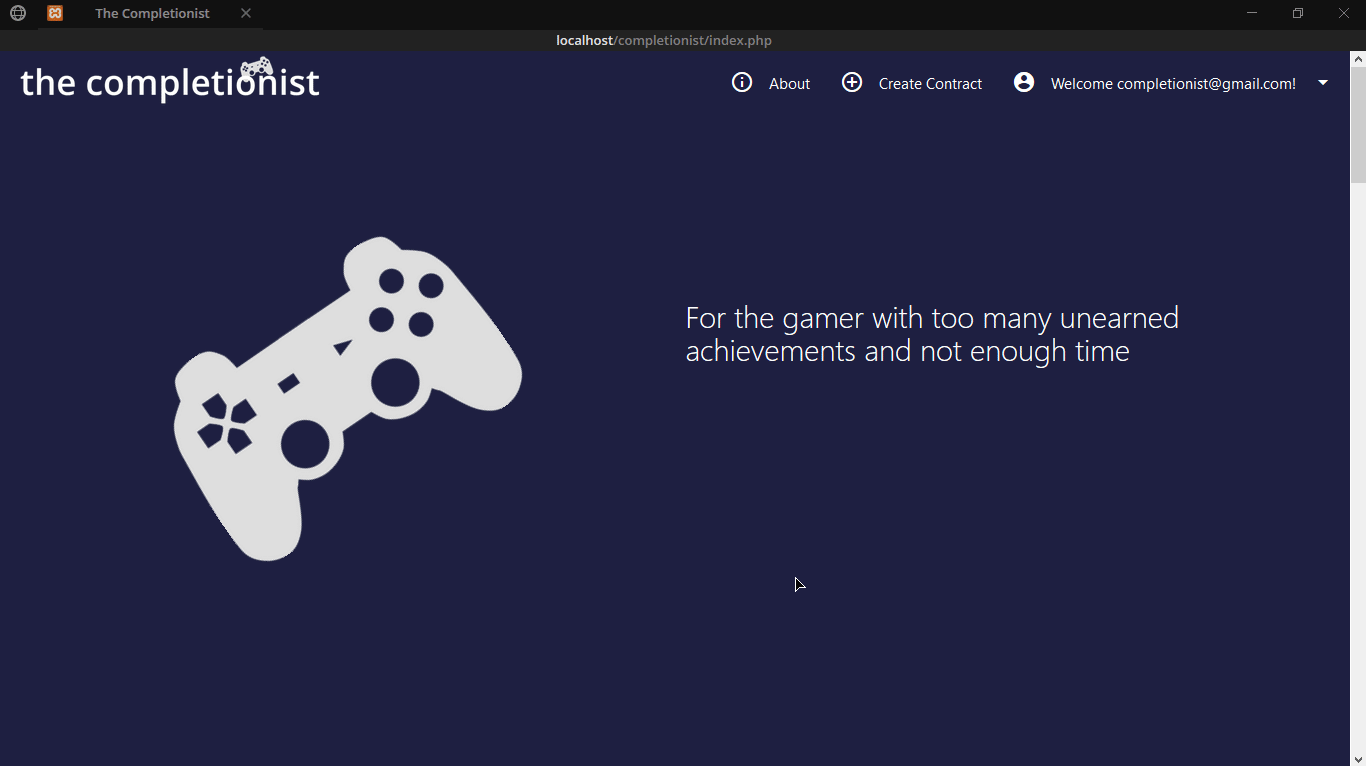 The Completionist
localhost/completionist/index.php
the completionist
About
Create Contract
Welcome completionist@gmail.com!
For the gamer with too many unearned
achievements and not enough time